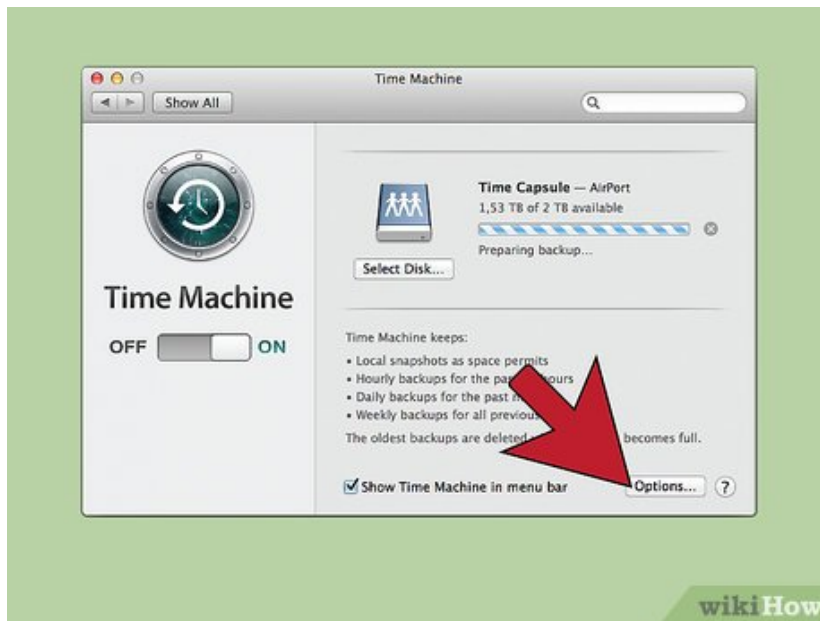 Time Machine
Show All
Time Capsule — AirPort
1,53 TB of 2 TB available
Preparing backup...
Select Disk...
Time Machine
OFF ON
Time Machine keeps:
• Local snapshots as space permits
• Hourly backups for the hours
• Daily backups for the past
• Weekly backups for all previous
The oldest backups are deleted becomes full.
Show Time Machine in menu bar
Options... ?
wikiHow